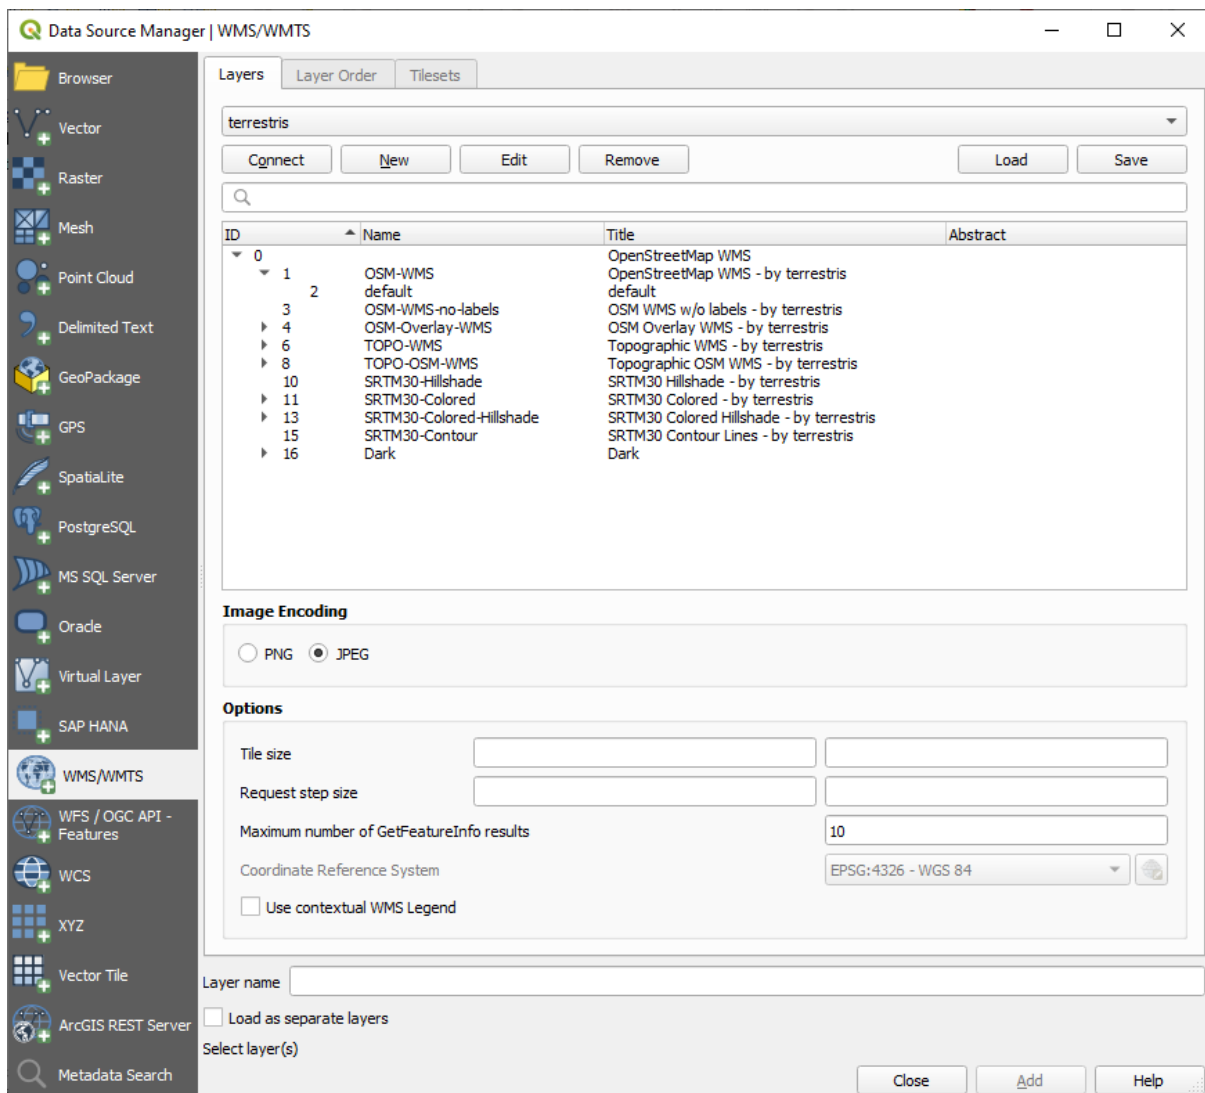 Data Source Manager | WMS/WMTS
Browser
Vector
Raster
Mesh
Point Cloud
Delimited Text
GeoPackage
GPS
SpatiaLite
PostgreSQL
MS SQL Server
Oracle
Virtual Layer
SAP HANA
WMS/WMTS
WFS / OGC API -
Features
WCS
XYZ
Vector Tile
ArcGIS REST Server
Metadata Search
Layers Layer Order Tilesets
terrestris
Connect New Edit Remove Load Save
ID Name Title Abstract
0 OpenStreetMap WMS
1 OSM-WMS OpenStreetMap WMS - by terrestris
2 default default
3 OSM-WMS-no-labels OSM WMS w/o labels - by terrestris
4 OSM-Overlay-WMS OSM Overlay WMS - by terrestris
6 TOPO-WMS Topographic WMS - by terrestris
8 TOPO-OSM-WMS Topographic OSM WMS - by terrestris
10 SRTM30-Hillshade SRTM30 Hillshade - by terrestris
11 SRTM30-Colored SRTM30 Colored - by terrestris
13 SRTM30-Colored-Hillshade SRTM30 Colored Hillshade - by terrestris
15 SRTM30-Contour SRTM30 Contour Lines - by terrestris
16 Dark Dark
Image Encoding
PNG JPEG
Options
Tile size
Request step size
Maximum number of GetFeatureInfo results 10
Coordinate Reference System EPSG:4326 - WGS 84
Use contextual WMS Legend
Layer name
Load as separate layers
Select layer(s)
Close Add Help